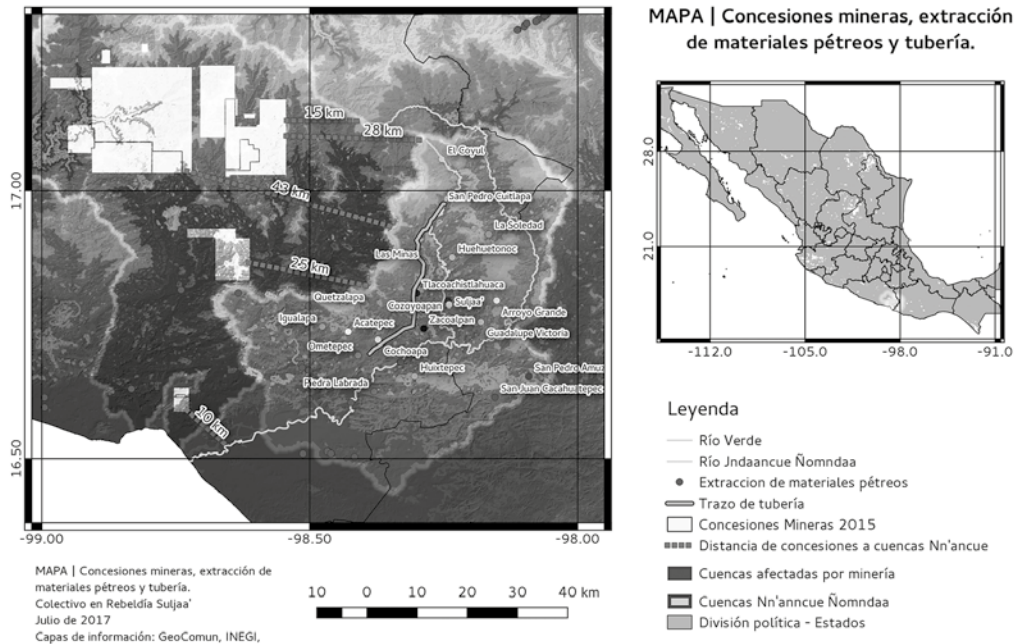 MAPA | Concesiones mineras, extracción
de materiales pétreos y tubería.
15 km
28 km
El Coyul
43 km
San Pedro Cuitlapa
La Soledad
Huehuetonoc
Las Minas
25 km
Tlacoachistlahuaca
Quetzalapa
Cozoyoapan
Suljaa'
Igualapa
Zacoalpan
Arroyo Grande
Acatepec
Guadalupe Victoria
Ometepec
Cochoapa
Huixtepec
San Pedro Amuz
Piedra Labrada
San Juan Cacahuatepec
10 km
17.00
16.50
-99.00
-98.50
-98.00
28.0
21.0
-112.0
-105.0
-98.0
-91.0
Leyenda
Río Verde
Río Jndaancue Ñomndaa
Extraccion de materiales pétreos
Trazo de tubería
Concesiones Mineras 2015
Distancia de concesiones a cuencas Nn'ancue
Cuencas afectadas por minería
Cuencas Nn'anncue Ñomndaa
División política - Estados
MAPA | Concesiones mineras, extracción de
materiales pétreos y tubería.
Colectivo en Rebeldía Suljaa'
Julio de 2017
Capas de información: GeoComun, INEGI,
10 0 10 20 30 40 km